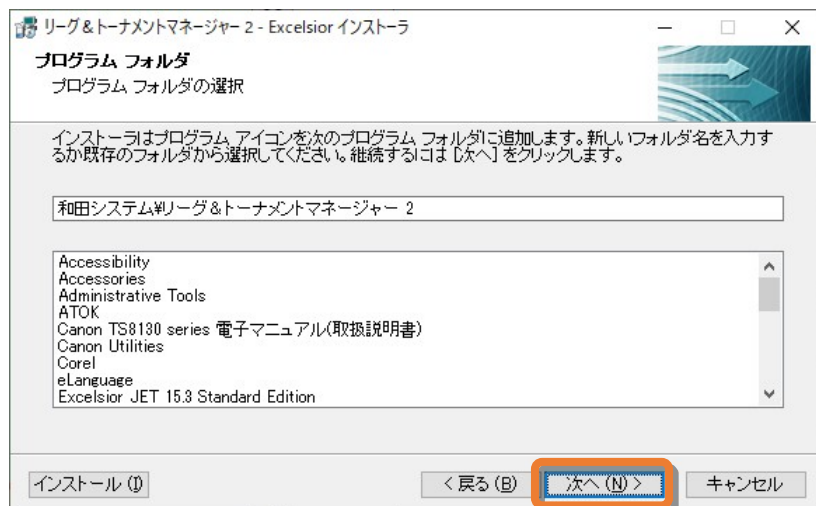 リーグ&トーナメントマネージャー 2 - Excelsior インストーラ
プログラム フォルダ
プログラム フォルダの選択
インストーラはプログラム アイコンを次のプログラム フォルダに追加します。新しいフォルダ名を入力す
るか既存のフォルダから選択してください。継続するには [次へ] をクリックします。
和田システム¥リーグ&トーナメントマネージャー 2
Accessibility
Accessories
Administrative Tools
ATOK
Canon TS8130 series 電子マニュアル(取扱説明書)
Canon Utilities
Corel
eLanguage
Excelsior JET 15.3 Standard Edition
インストール (I)
< 戻る (B)
次へ (N) >
キャンセル